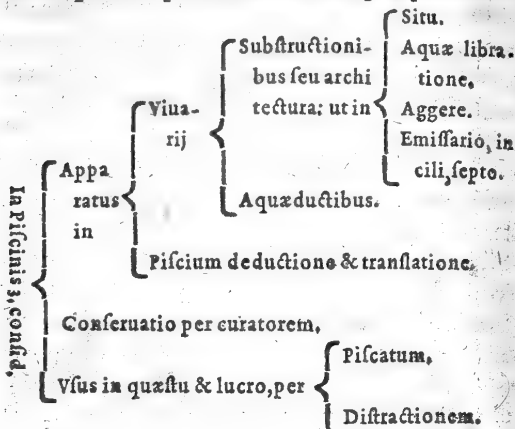 In Piſcinis 3, conſid,
Appa
ratus
in
Viua-
rij
Subſtructioni-
bus ſeu archi
tectura: ut in
Situ.
Aquæ libra-
tione.
Aggere.
Emiſſario, in
cili, ſepto.
Aquæductibus.
Piſcium deductione & tranſlatione.
Conſeruatio per curatorem,
Vſus in quæſtu & lucro, per
Piſcatum,
Diſtractionem.